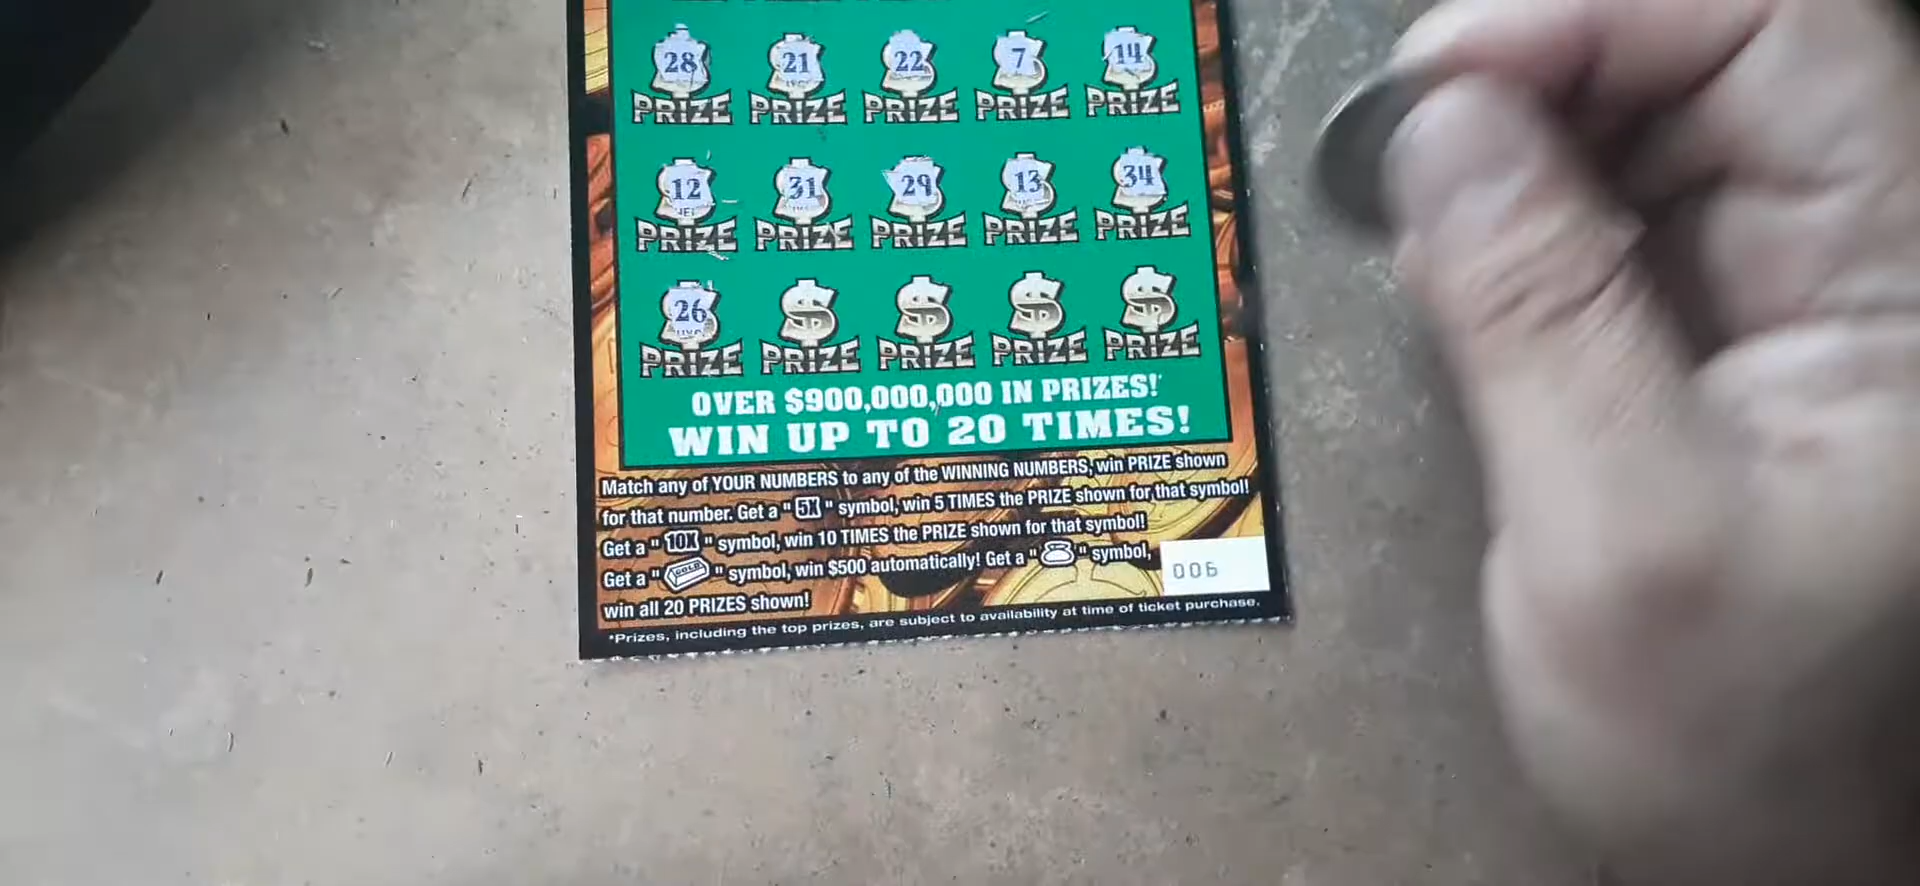 28 21 22 7 14
PRIZE PRIZE PRIZE PRIZE PRIZE
12 31 29 13 34
PRIZE PRIZE PRIZE PRIZE PRIZE
26 $ $ $ $
PRIZE PRIZE PRIZE PRIZE PRIZE
OVER $900,000,000 IN PRIZES!*
WIN UP TO 20 TIMES!
Match any of YOUR NUMBERS to any of the WINNING NUMBERS, win PRIZE shown
for that number. Get a "5X" symbol, win 5 TIMES the PRIZE shown for that symbol!
Get a "10X" symbol, win 10 TIMES the PRIZE shown for that symbol!
Get a "GOLD" symbol, win $500 automatically! Get a " " symbol,
win all 20 PRIZES shown!
006
*Prizes, including the top prizes, are subject to availability at time of ticket purchase.